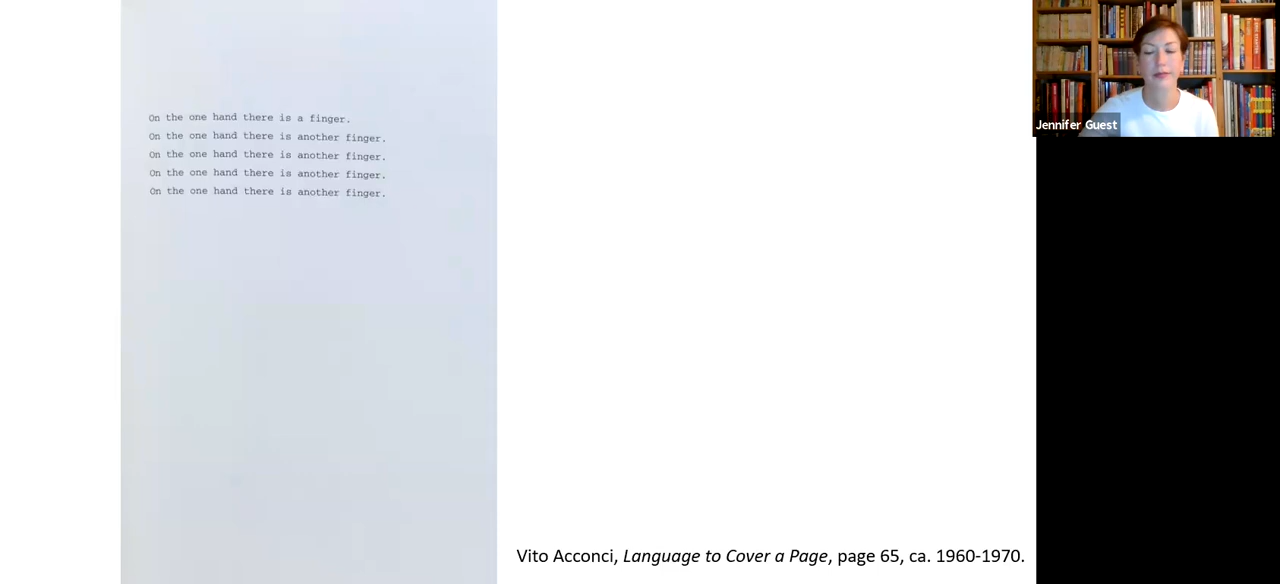 On the one hand there is a finger.
On the one hand there is another finger.
On the one hand there is another finger.
On the one hand there is another finger.
On the one hand there is another finger.
Jennifer Guest
Vito Acconci, Language to Cover a Page, page 65, ca. 1960-1970.